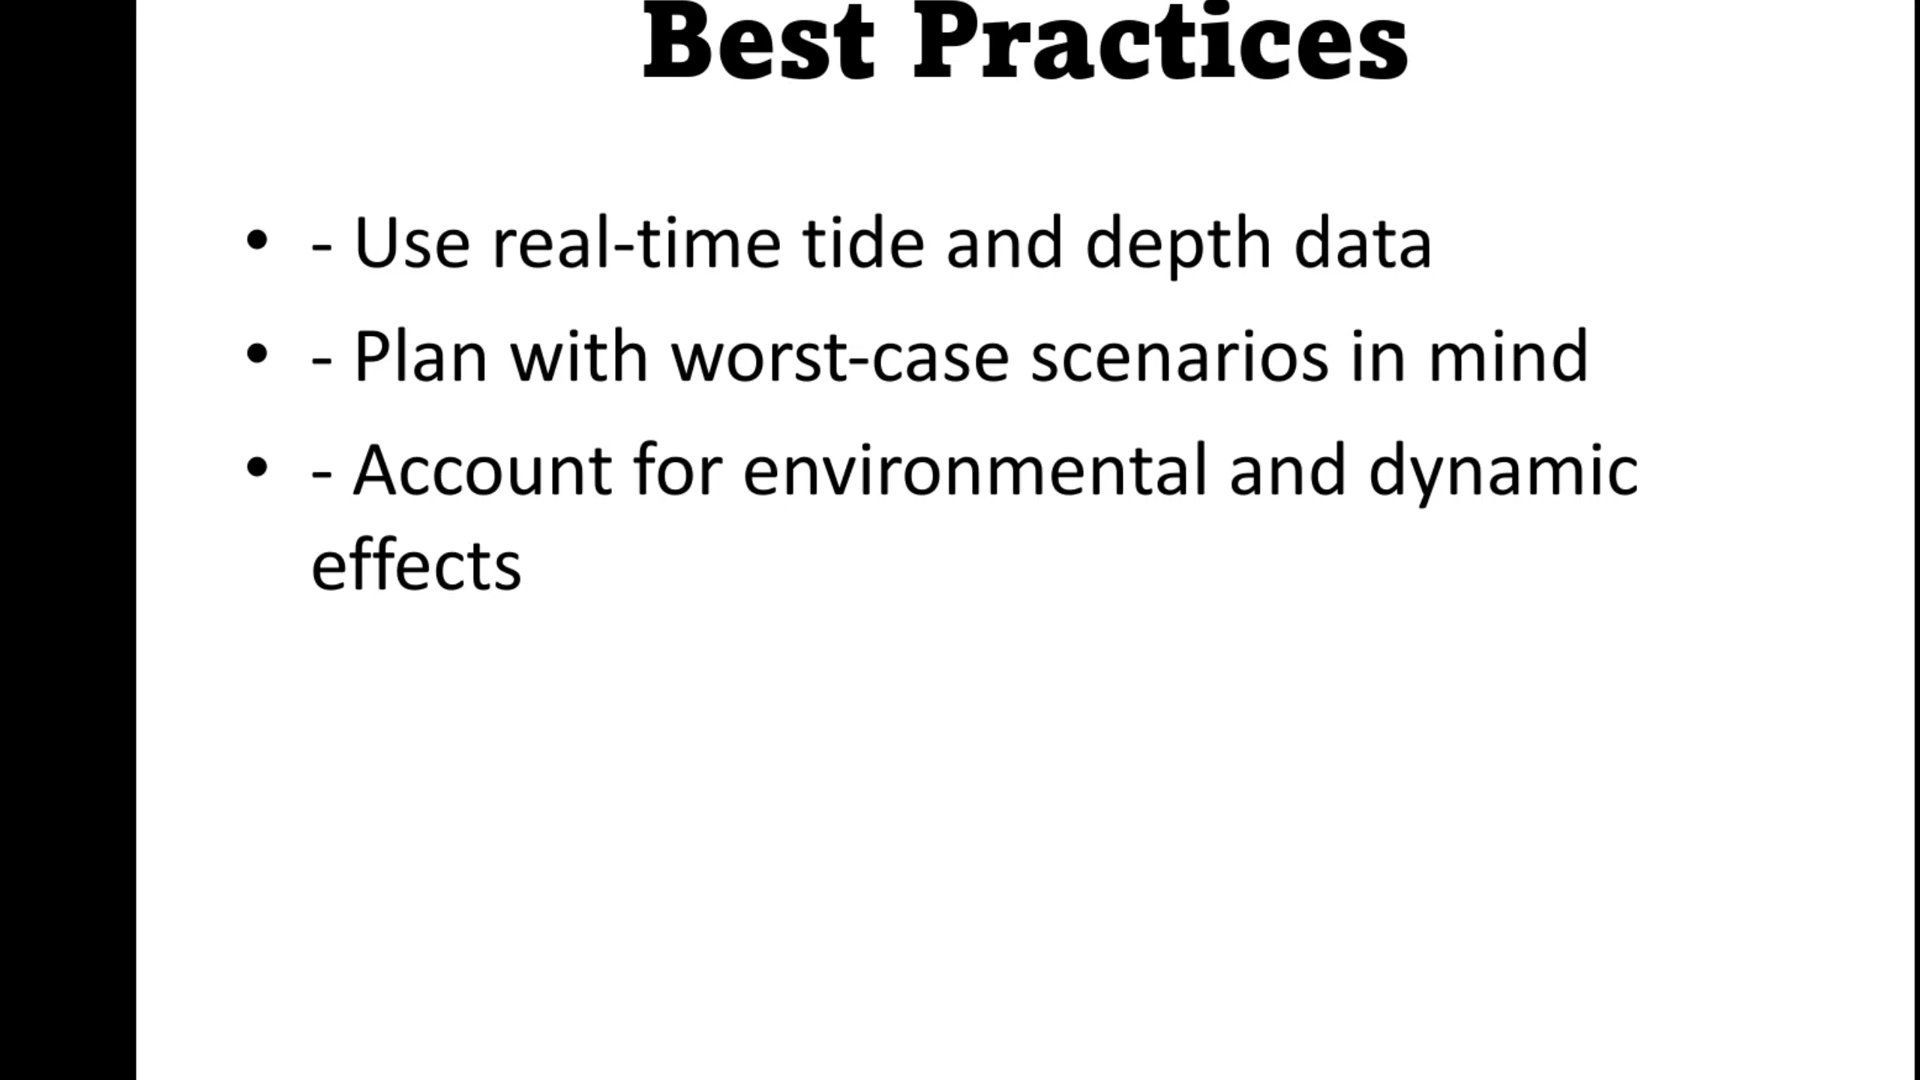 Best Practices
• - Use real-time tide and depth data
• - Plan with worst-case scenarios in mind
• - Account for environmental and dynamic
effects